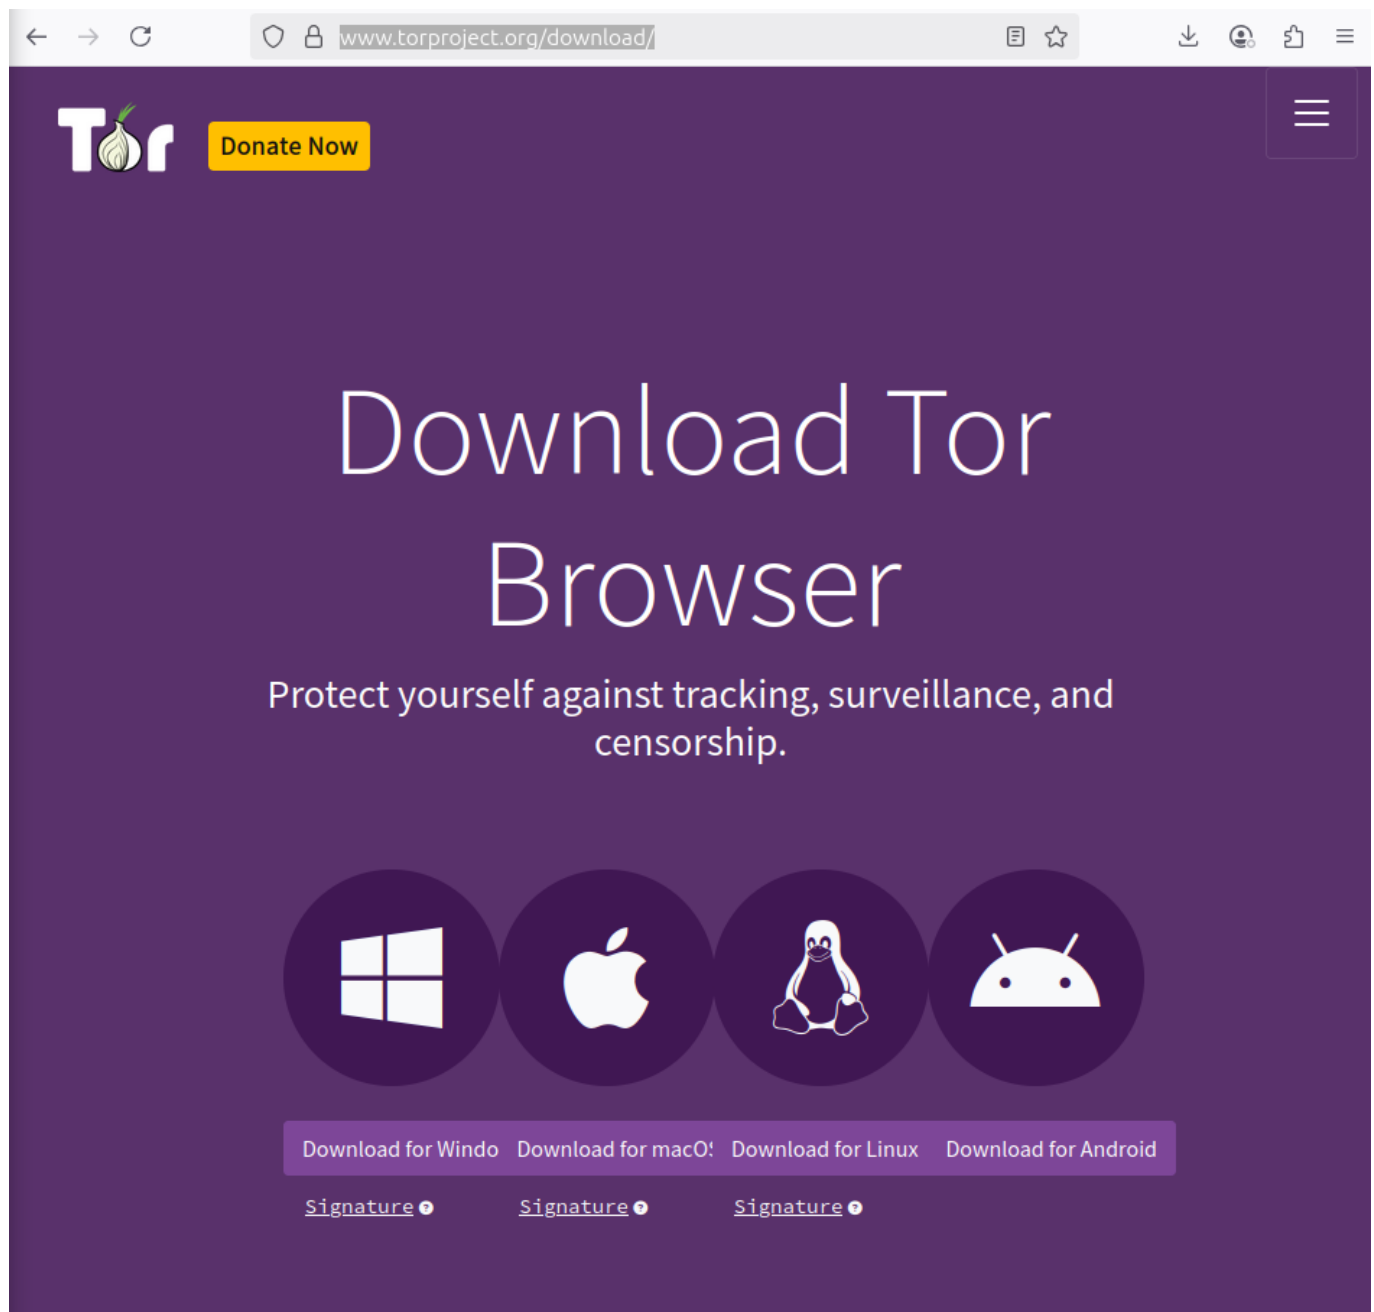 www.torproject.org/download/
Tor
Donate Now
Download Tor
Browser
Protect yourself against tracking, surveillance, and
censorship.
Download for Windo
Download for macOS
Download for Linux
Download for Android
Signature ?
Signature ?
Signature ?